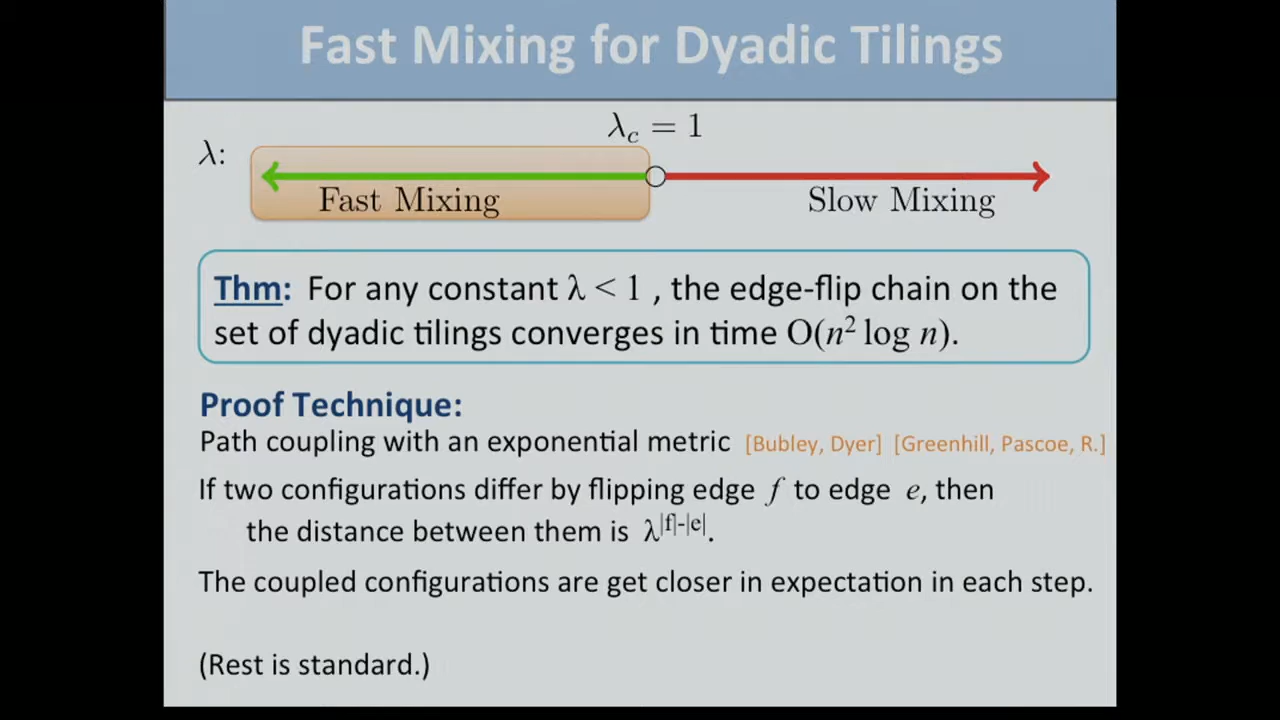 Fast Mixing for Dyadic Tilings
λc = 1
λ:
Fast Mixing
Slow Mixing
Thm: For any constant λ < 1 , the edge-flip chain on the
set of dyadic tilings converges in time O(n² log n).
Proof Technique:
Path coupling with an exponential metric [Bubley, Dyer] [Greenhill, Pascoe, R.]
If two configurations differ by flipping edge f to edge e, then
the distance between them is λ^|f|-|e|.
The coupled configurations are get closer in expectation in each step.
(Rest is standard.)